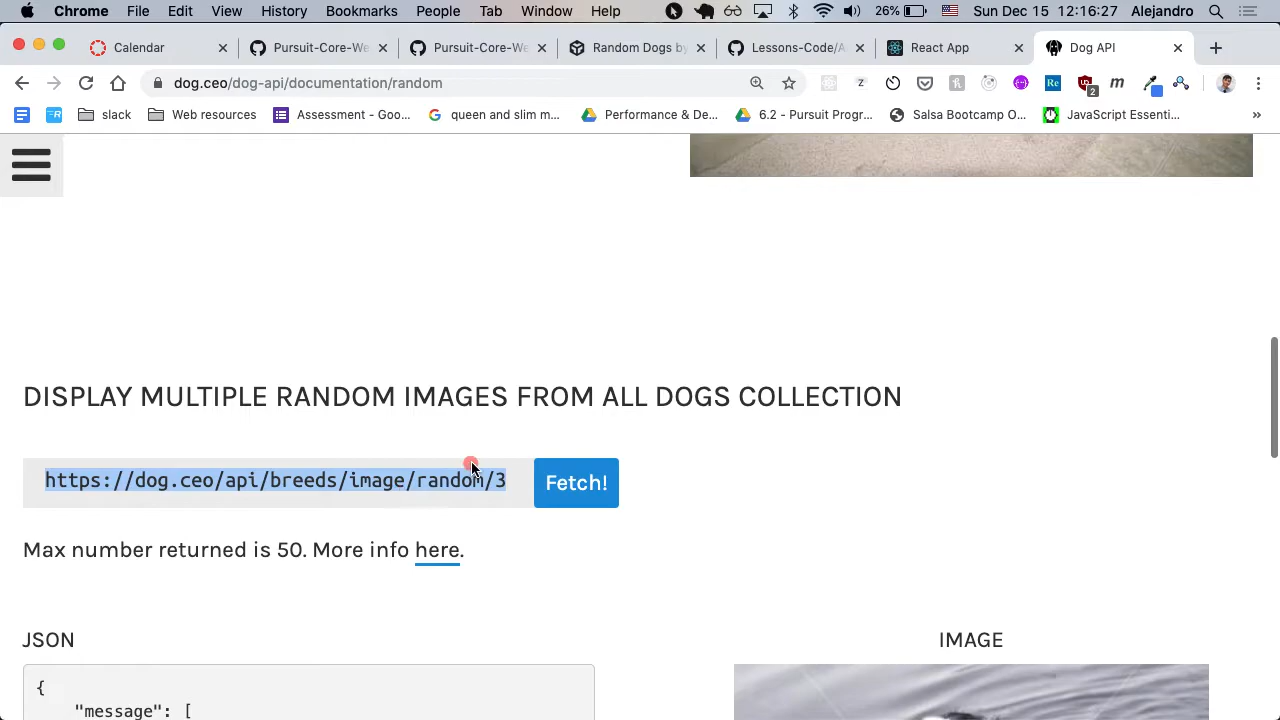 Chrome File Edit View History Bookmarks People Tab Window Help 26% Sun Dec 15 12:16:27 Alejandro
Calendar Pursuit-Core-We Pursuit-Core-We Random Dogs by Lessons-Code/A React App Dog API
dog.ceo/dog-api/documentation/random Z Re 2 m
slack Web resources Assessment - Goo... queen and slim m... Performance & De... 6.2 - Pursuit Progr... Salsa Bootcamp O... JavaScript Essenti... »
DISPLAY MULTIPLE RANDOM IMAGES FROM ALL DOGS COLLECTION
https://dog.ceo/api/breeds/image/random/3 Fetch!
Max number returned is 50. More info here.
JSON IMAGE
{
"message": [